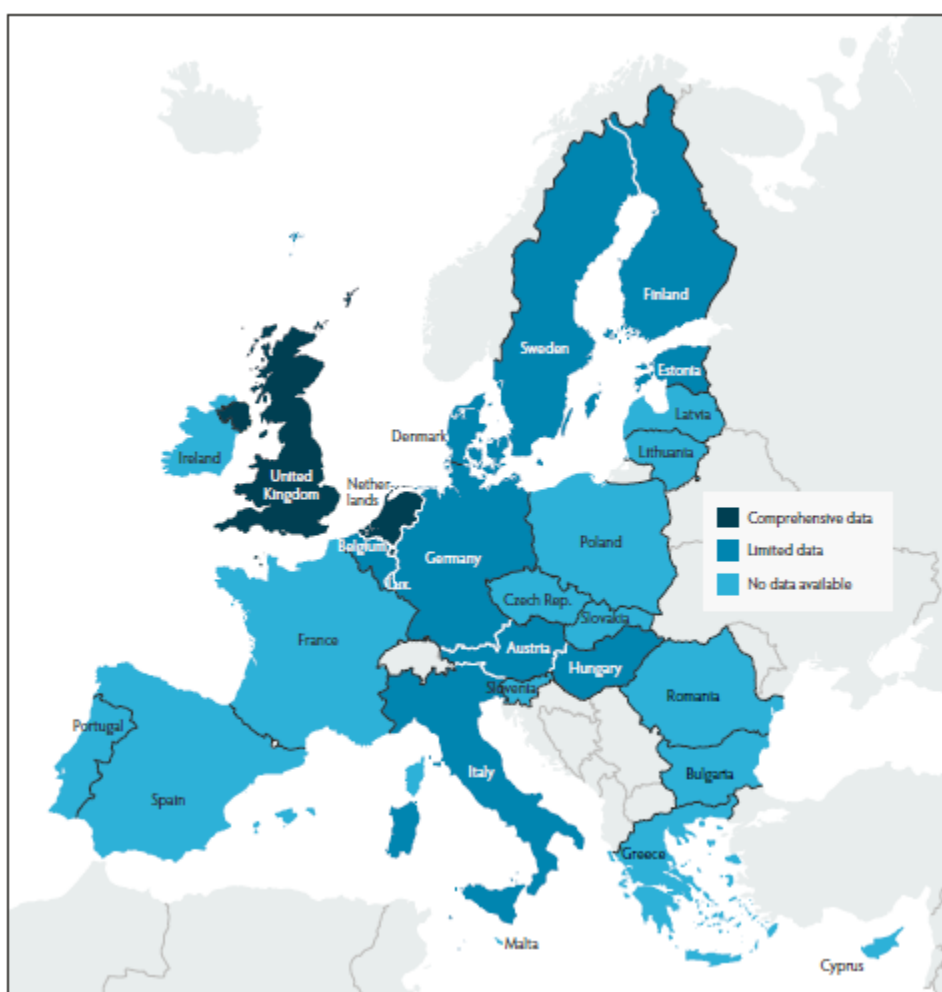 Finland
Sweden
Estonia
Latvia
Denmark
Lithuania
Ireland
United
Kingdom
Nether
lands
Comprehensive data
Limited data
No data available
Belgium
Germany
Poland
Lux.
Czech Rep.
Slovakia
France
Austria
Hungary
Slovenia
Romania
Portugal
Italy
Bulgaria
Spain
Greece
Malta
Cyprus